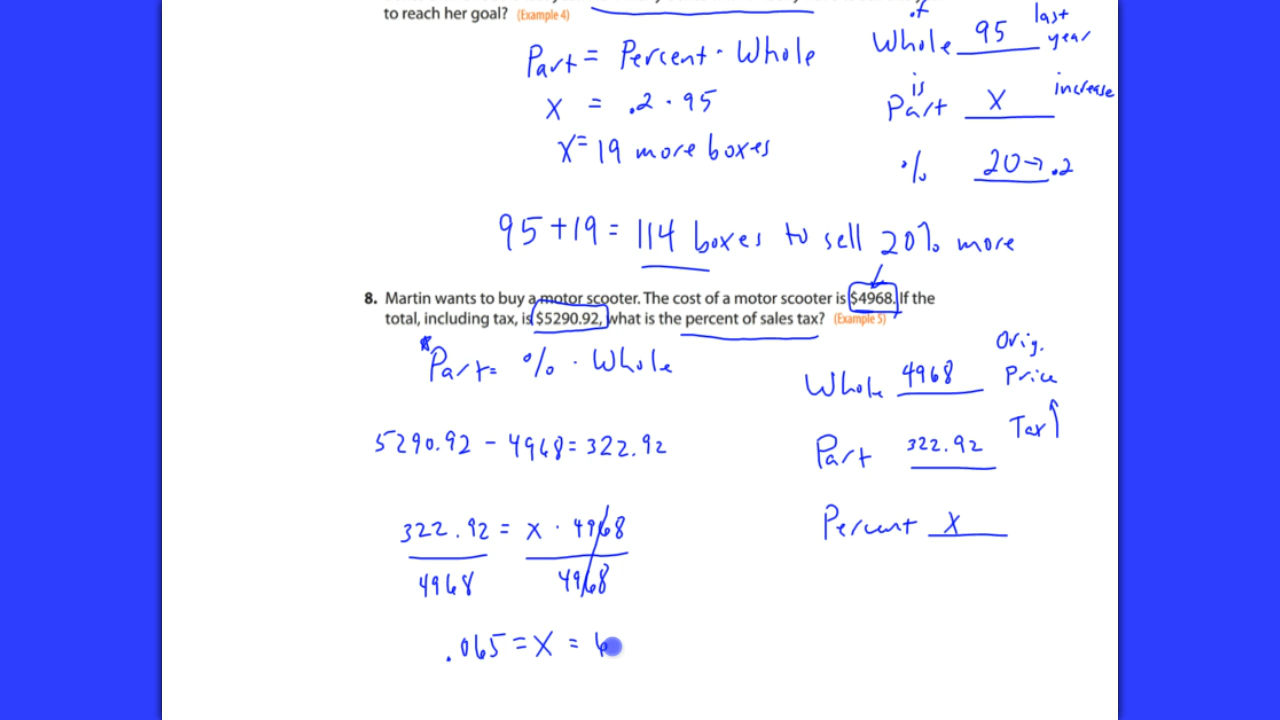 to reach her goal? (Example 4)
of
Whole 95 last year
Part = Percent · Whole
is
Part X increase
X = .2 · 95
X = 19 more boxes
% 20 → .2
95 + 19 = 114 boxes to sell 20% more
8. Martin wants to buy a motor scooter. The cost of a motor scooter is $4968. If the
total, including tax, is $5290.92, what is the percent of sales tax? (Example 5)
* Part = % · Whole
Whole 4968 Orig. Price
5290.92 - 4968 = 322.92
Part 322.92 Tax ↑
322.92 = X · 4968
4968 4968
Percent X
.065 = X = 6